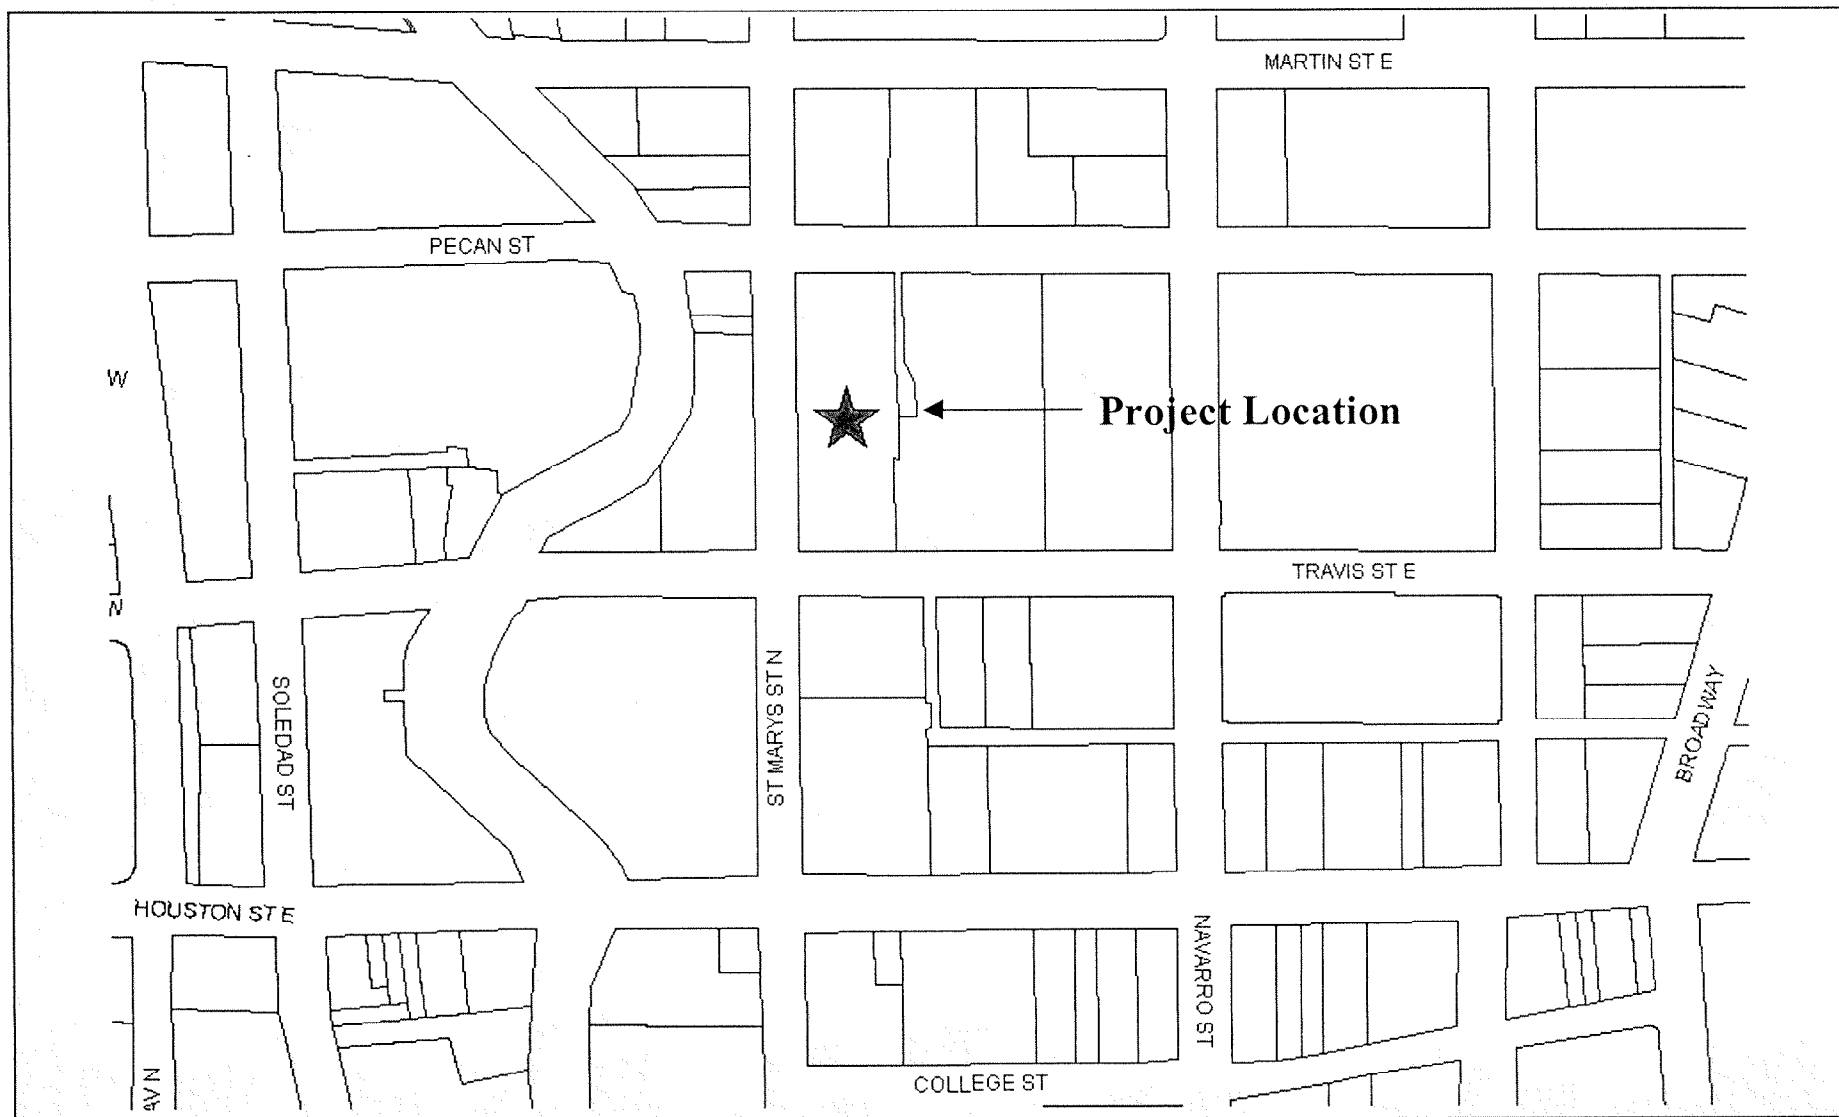 MARTIN ST E
PECAN ST
W
Project Location
N
TRAVIS ST E
SOLEDAD ST
ST MARYS ST N
BROADWAY
HOUSTON ST E
NAVARRO ST
COLLEGE ST
AV N